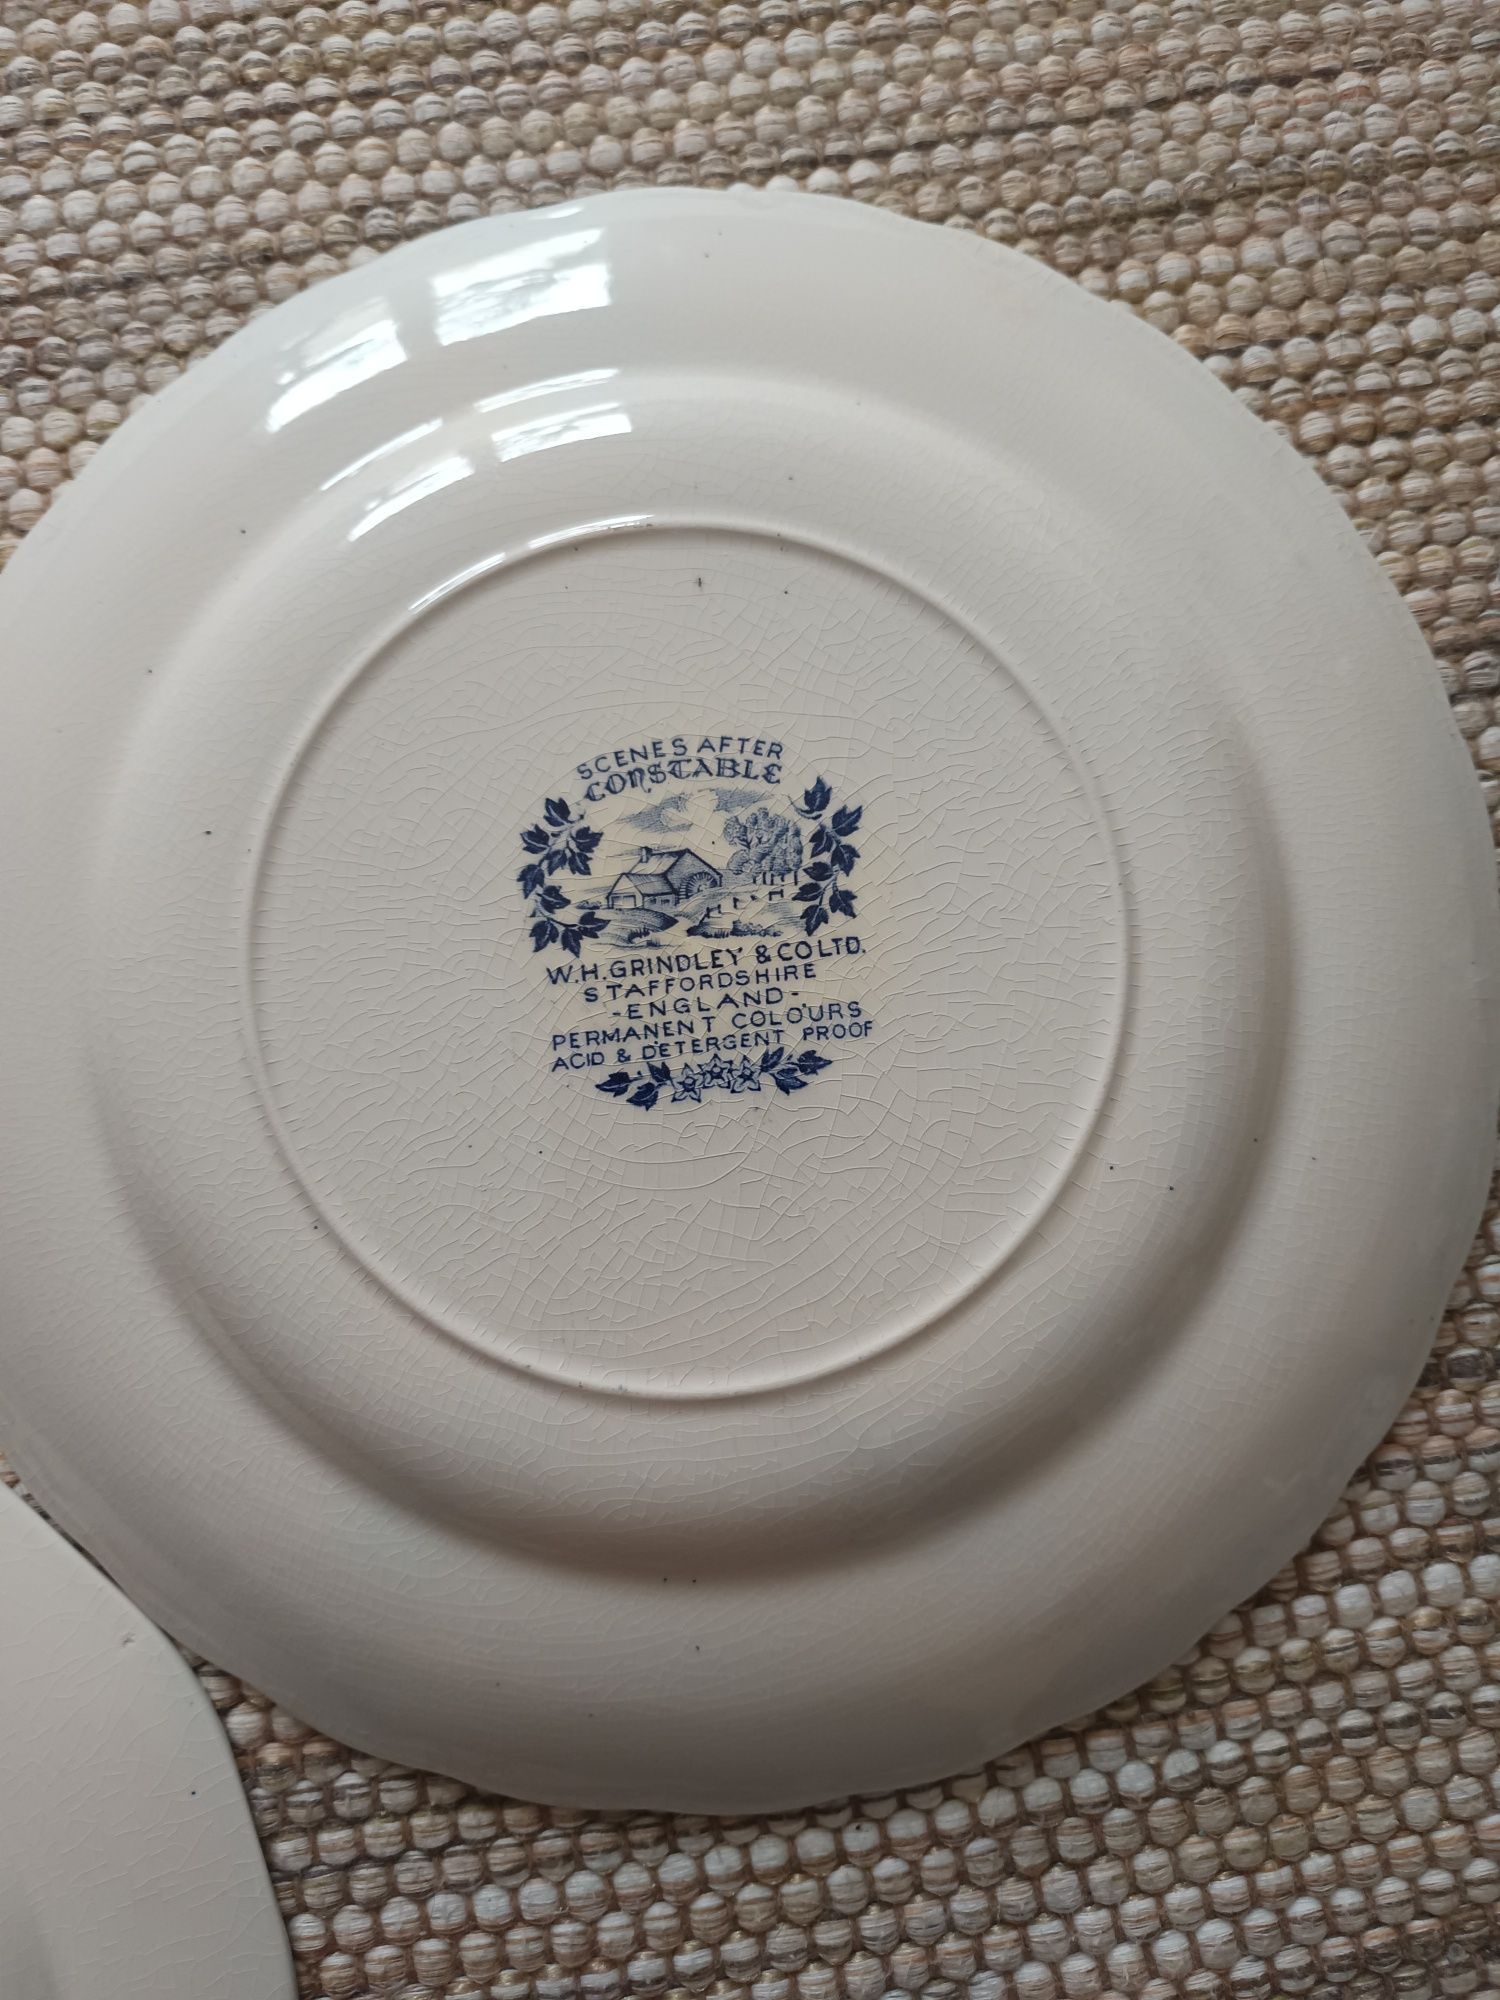 SCENES AFTER
CONSTABLE
W.H.GRINDLEY & CO LTD.
STAFFORDSHIRE
-ENGLAND-
PERMANENT COLOURS
ACID & DETERGENT PROOF